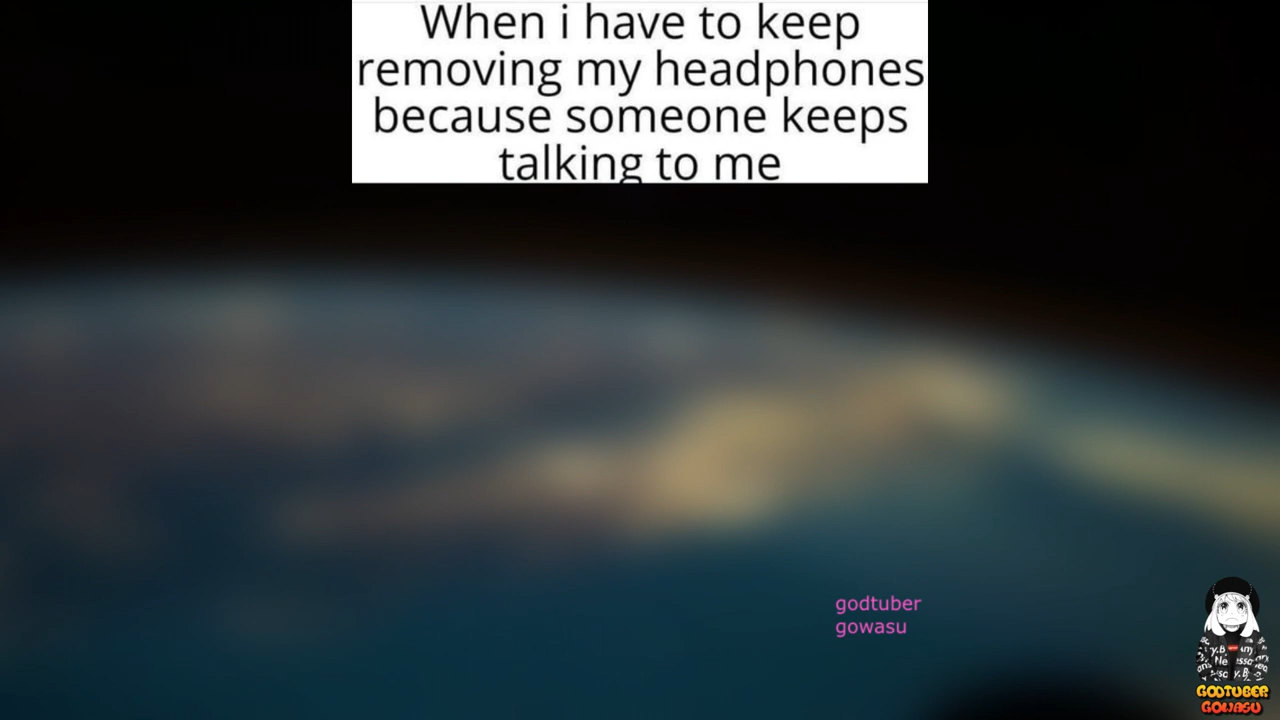 When i have to keep
removing my headphones
because someone keeps
talking to me
godtuber
gowasu
GODTUBER
GOWASU